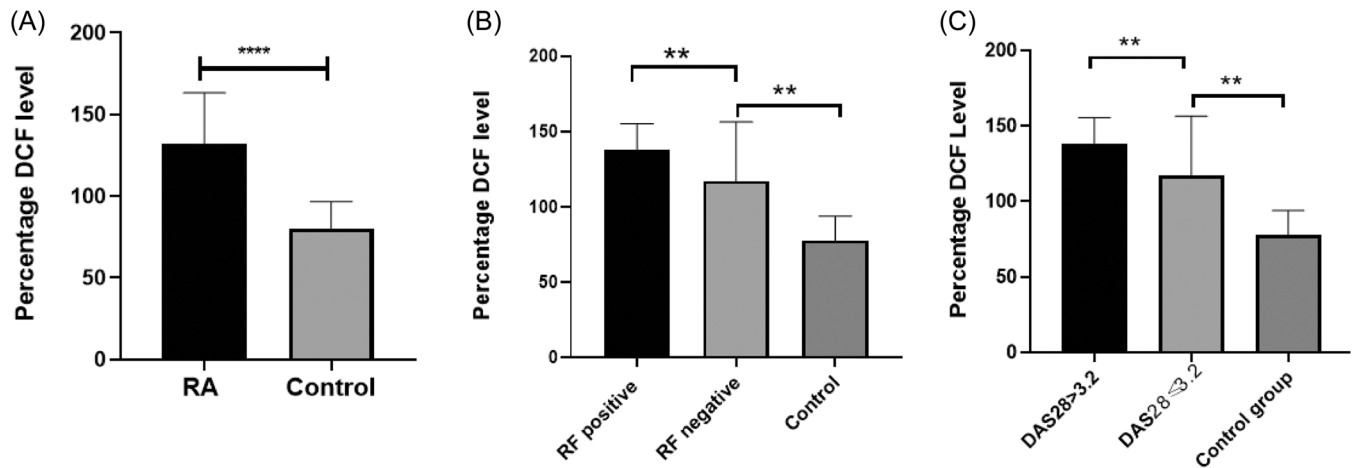 (A)
Percentage DCF level
200
150
100
50
0
****
RA
Control
(B)
Percentage DCF level
200
150
100
50
0
**
**
RF positive
RF negative
Control
(C)
Percentage DCF Level
200
150
100
50
0
**
**
DAS28>3.2
DAS28≤3.2
Control group